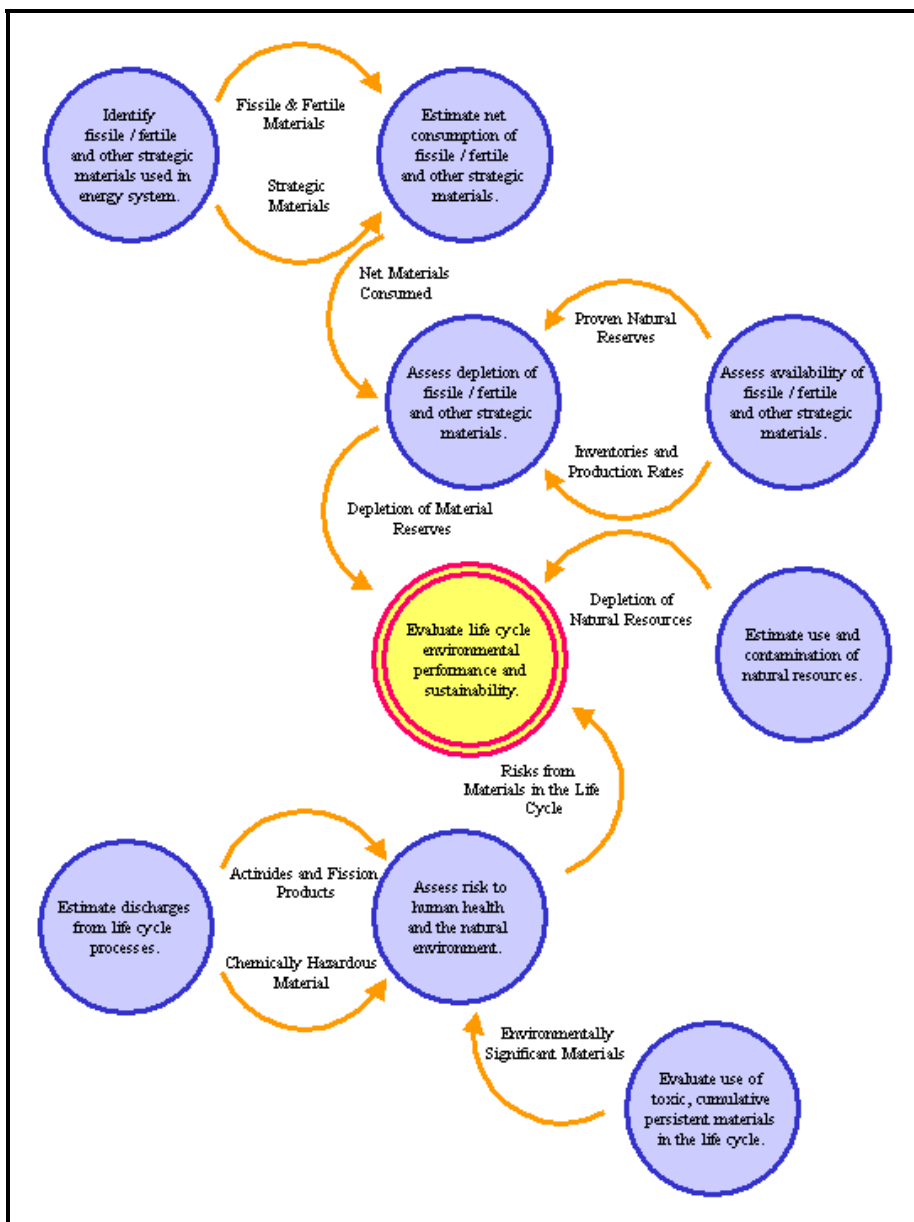 Identify
fissile / fertile
and other strategic
materials used in
energy system.
Fissile & Fertile
Materials
Strategic
Materials
Estimate net
consumption of
fissile / fertile
and other strategic
materials.
Net Materials
Consumed
Assess depletion of
fissile / fertile
and other strategic
materials.
Proven Natural
Reserves
Inventories and
Production Rates
Assess availability of
fissile / fertile
and other strategic
materials.
Depletion of Material
Reserves
Evaluate life cycle
environmental
performance and
sustainability.
Depletion of
Natural Resources
Estimate use and
contamination of
natural resources.
Risks from
Materials in the Life
Cycle
Estimate discharges
from life cycle
processes.
Actinides and Fission
Products
Chemically Hazardous
Material
Assess risk to
human health
and the natural
environment.
Environmentally
Significant Materials
Evaluate use of
toxic, cumulative
persistent materials
in the life cycle.